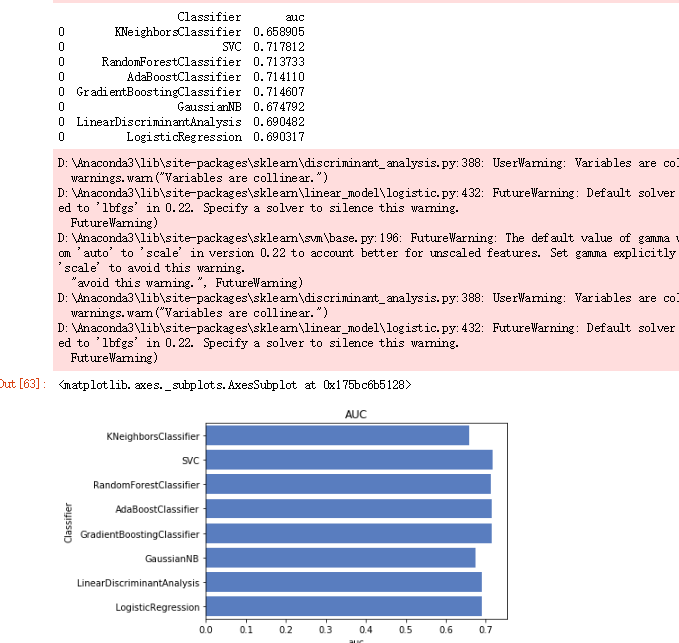 Classifier auc
0 KNeighborsClassifier 0.658905
0 SVC 0.717812
0 RandomForestClassifier 0.713733
0 AdaBoostClassifier 0.714110
0 GradientBoostingClassifier 0.714607
0 GaussianNB 0.674792
0 LinearDiscriminantAnalysis 0.690482
0 LogisticRegression 0.690317
D:\Anaconda3\lib\site-packages\sklearn\discriminant_analysis.py:388: UserWarning: Variables are col
warnings.warn("Variables are collinear.")
D:\Anaconda3\lib\site-packages\sklearn\linear_model\logistic.py:432: FutureWarning: Default solver
ed to 'lbfgs' in 0.22. Specify a solver to silence this warning.
FutureWarning)
D:\Anaconda3\lib\site-packages\sklearn\svm\base.py:196: FutureWarning: The default value of gamma
om 'auto' to 'scale' in version 0.22 to account better for unscaled features. Set gamma explicitly
'scale' to avoid this warning.
"avoid this warning.", FutureWarning)
D:\Anaconda3\lib\site-packages\sklearn\discriminant_analysis.py:388: UserWarning: Variables are col
warnings.warn("Variables are collinear.")
D:\Anaconda3\lib\site-packages\sklearn\linear_model\logistic.py:432: FutureWarning: Default solver
ed to 'lbfgs' in 0.22. Specify a solver to silence this warning.
FutureWarning)
Out[63]: <matplotlib.axes._subplots.AxesSubplot at 0x175bc6b5128>
AUC
KNeighborsClassifier
SVC
RandomForestClassifier
AdaBoostClassifier
GradientBoostingClassifier
GaussianNB
LinearDiscriminantAnalysis
LogisticRegression
Classifier
0.0 0.1 0.2 0.3 0.4 0.5 0.6 0.7